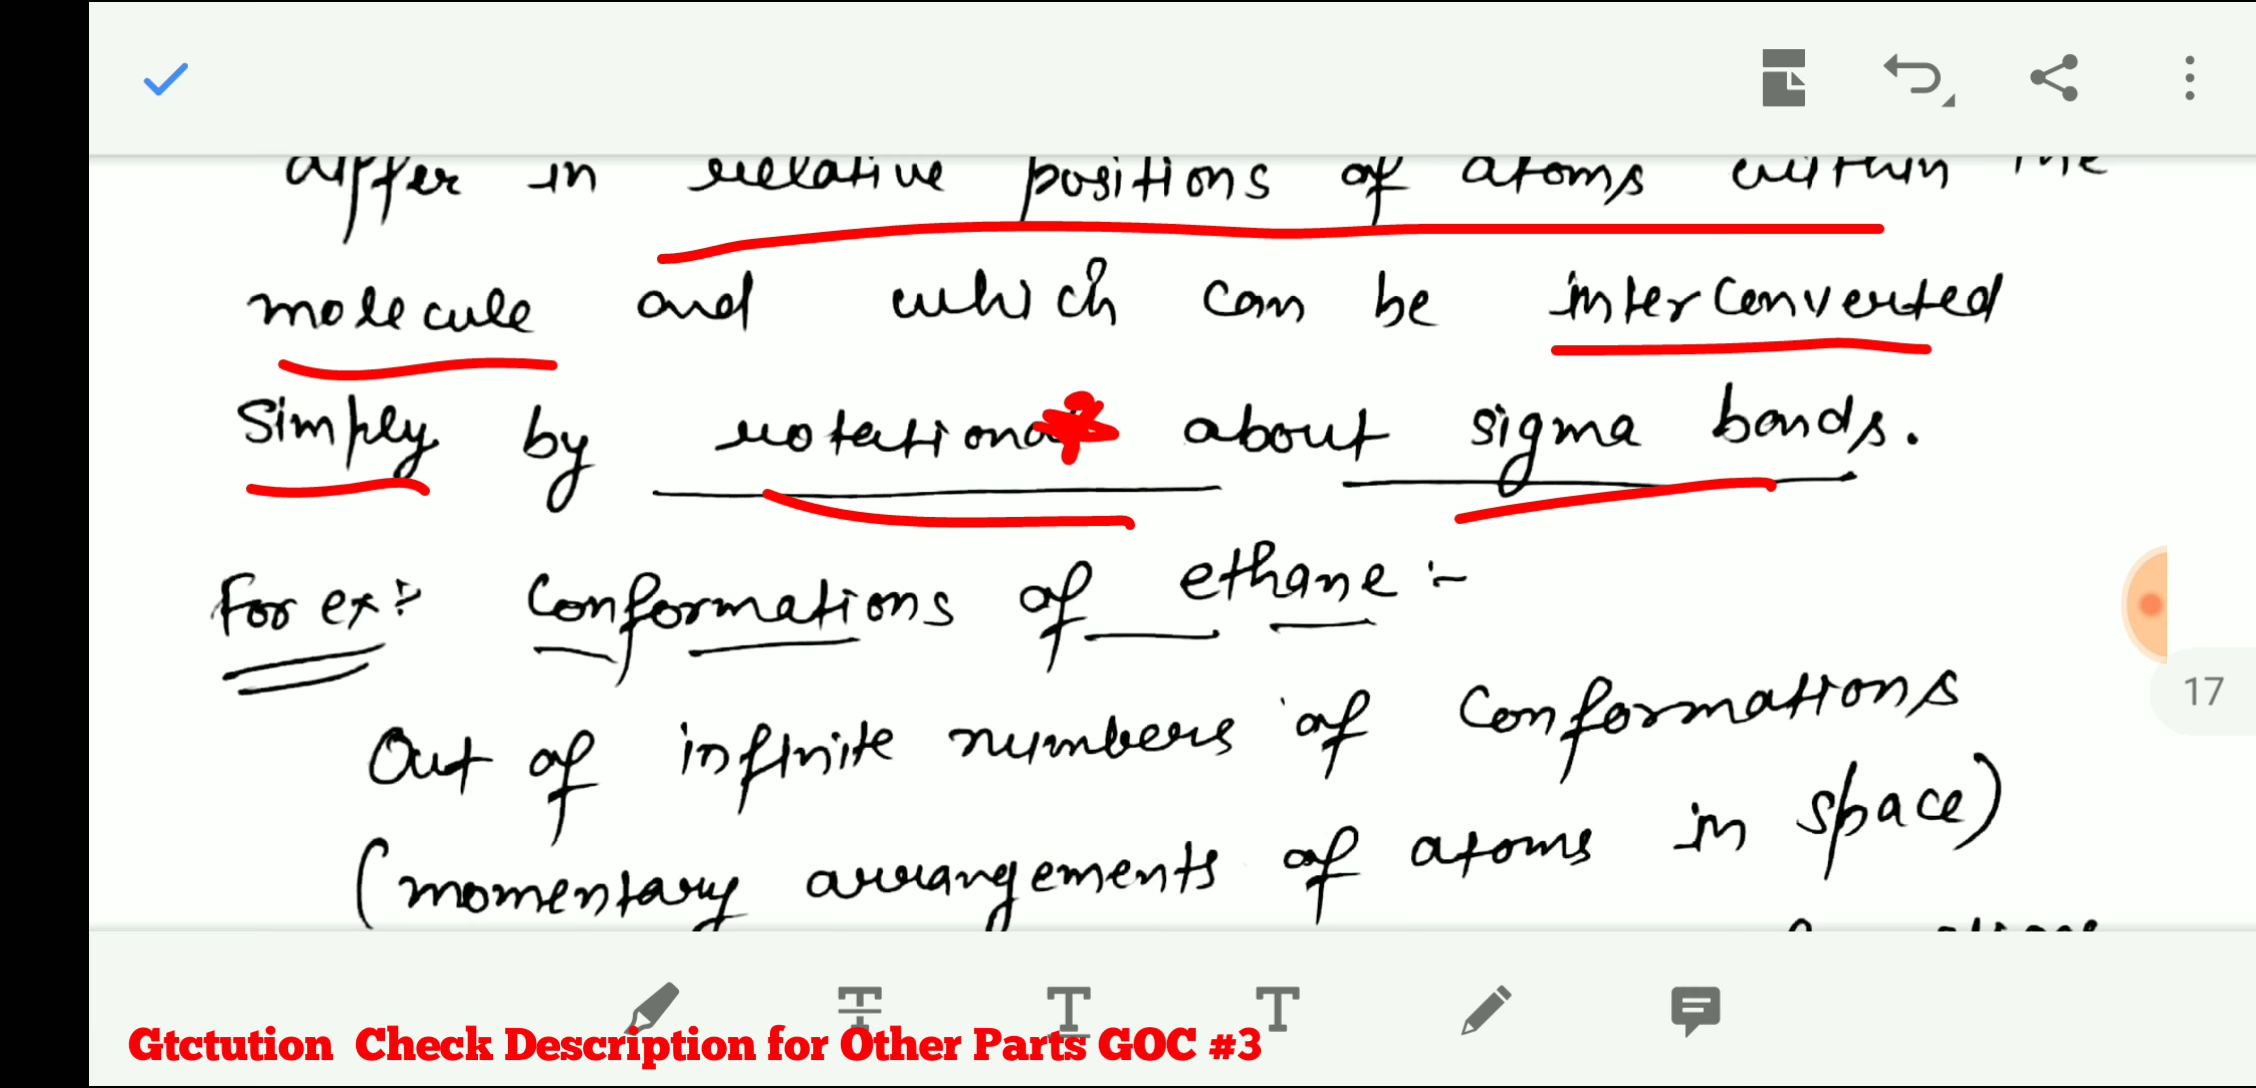 differ in relative positions of atoms within the
molecule and which can be interconverted
Simply by rotation about sigma bonds.
For ex:- Conformations of ethane :-
Out of infinite numbers of Conformations
(momentary arrangements of atoms in space)
17
Gtctution Check Description for Other Parts GOC #3